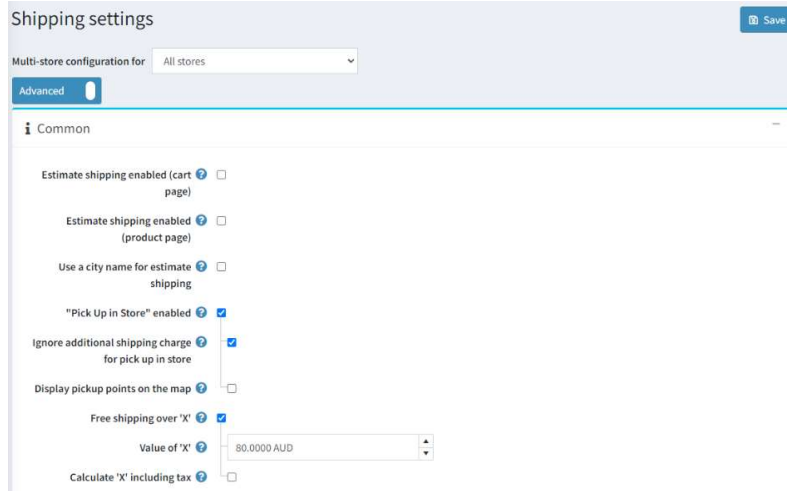 Shipping settings
Save
Multi-store configuration for All stores
Advanced
Common
Estimate shipping enabled (cart
page)
Estimate shipping enabled
(product page)
Use a city name for estimate
shipping
"Pick Up in Store" enabled
Ignore additional shipping charge
for pick up in store
Display pickup points on the map
Free shipping over 'X'
Value of 'X' 80.0000 AUD
Calculate 'X' including tax